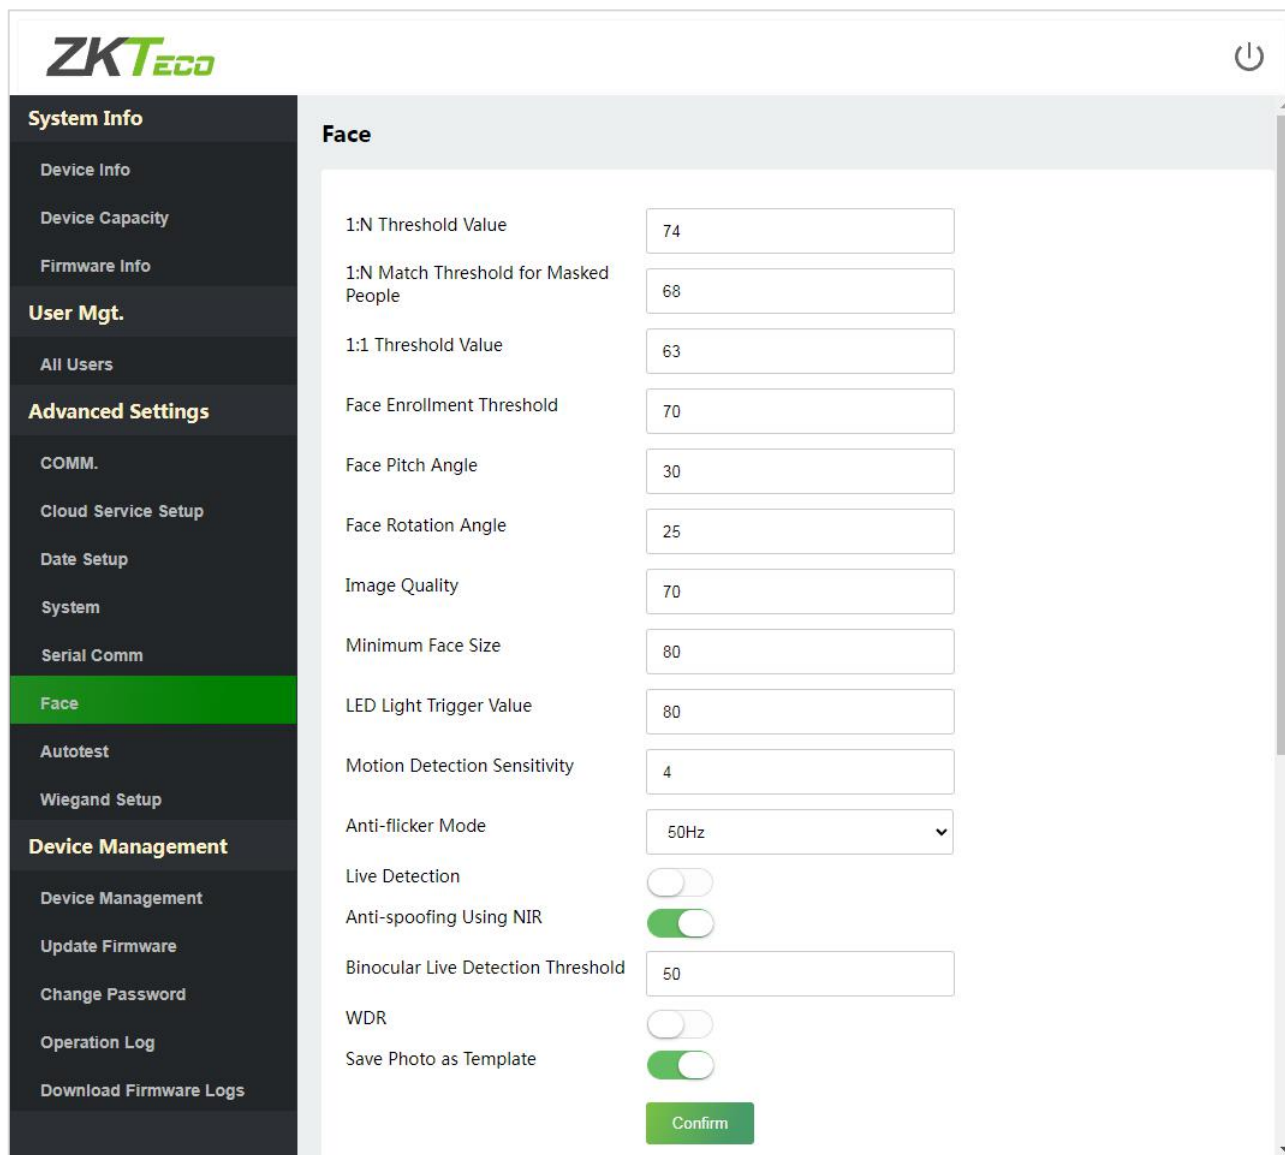 ZKTeco
System Info
Device Info
Device Capacity
Firmware Info
User Mgt.
All Users
Advanced Settings
COMM.
Cloud Service Setup
Date Setup
System
Serial Comm
Face
Autotest
Wiegand Setup
Device Management
Device Management
Update Firmware
Change Password
Operation Log
Download Firmware Logs
Face
1:N Threshold Value 74
1:N Match Threshold for Masked
People 68
1:1 Threshold Value 63
Face Enrollment Threshold 70
Face Pitch Angle 30
Face Rotation Angle 25
Image Quality 70
Minimum Face Size 80
LED Light Trigger Value 80
Motion Detection Sensitivity 4
Anti-flicker Mode 50Hz
Live Detection
Anti-spoofing Using NIR
Binocular Live Detection Threshold 50
WDR
Save Photo as Template
Confirm